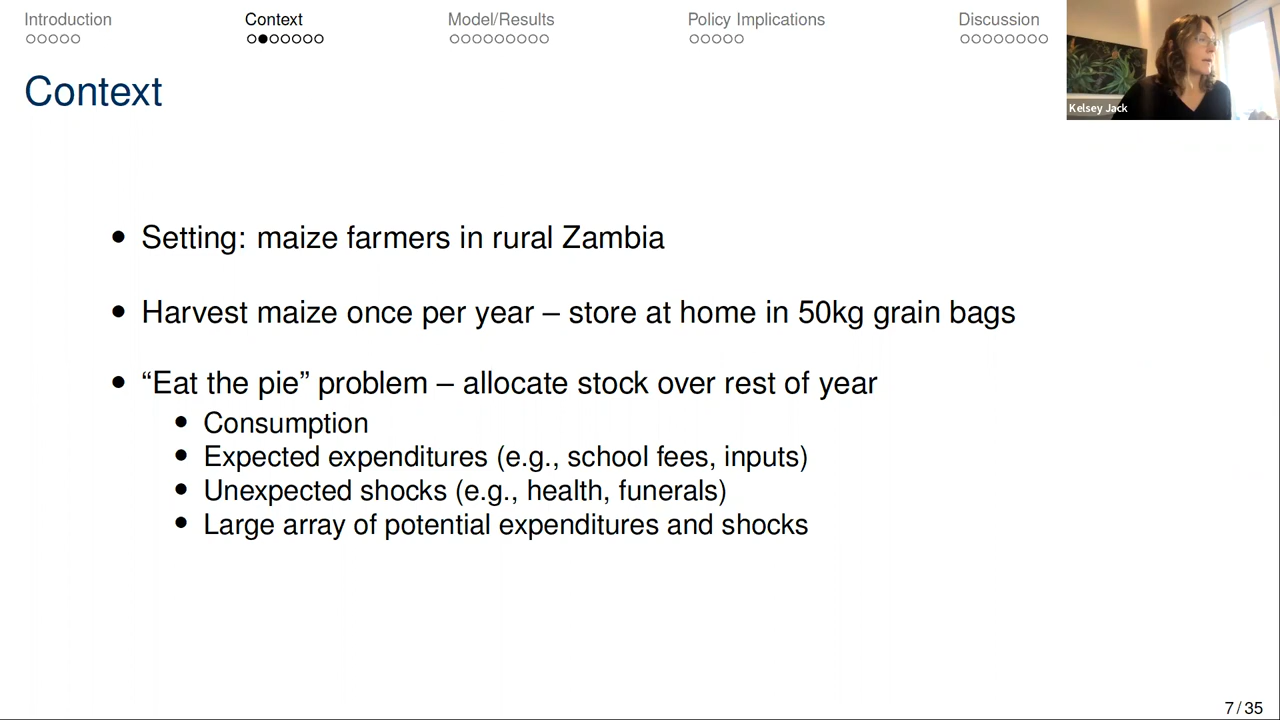 Introduction
Context
Model/Results
Policy Implications
Discussion
Kelsey Jack
Context
• Setting: maize farmers in rural Zambia
• Harvest maize once per year – store at home in 50kg grain bags
• “Eat the pie” problem – allocate stock over rest of year
• Consumption
• Expected expenditures (e.g., school fees, inputs)
• Unexpected shocks (e.g., health, funerals)
• Large array of potential expenditures and shocks
7 / 35